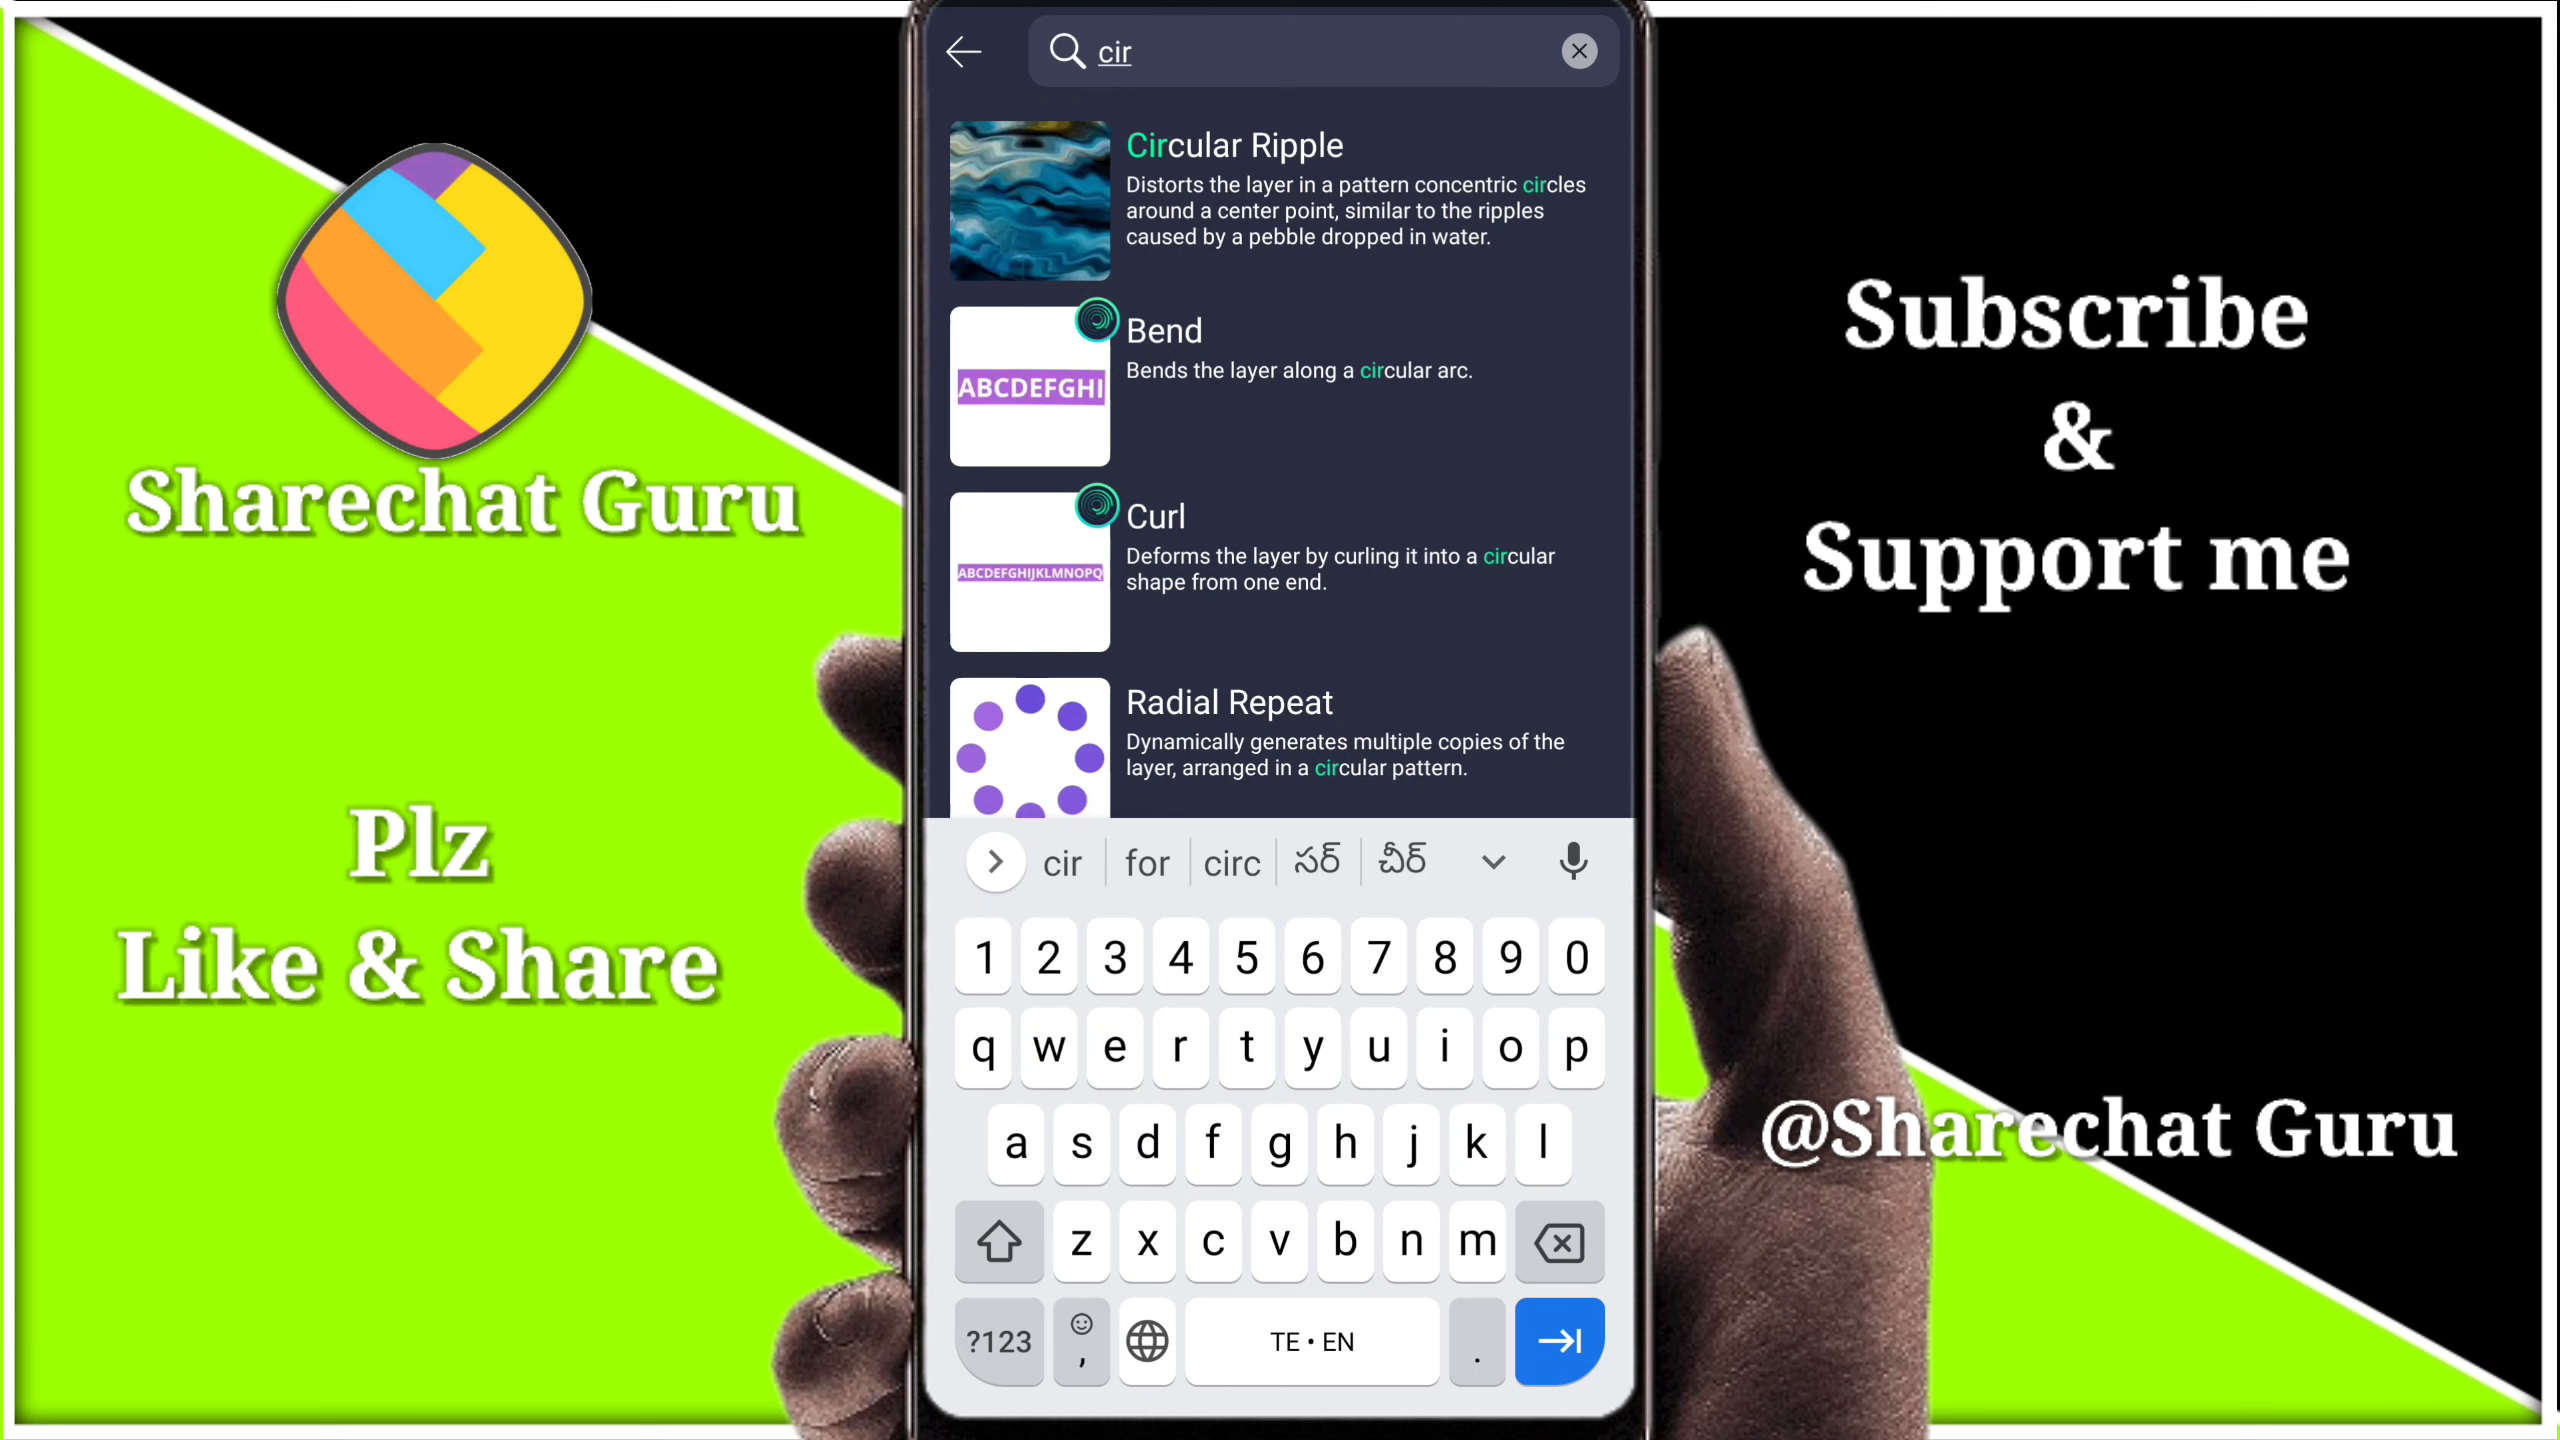 Sharechat Guru
Plz
Like & Share
cir
Circular Ripple
Distorts the layer in a pattern concentric circles
around a center point, similar to the ripples
caused by a pebble dropped in water.
ABCDEFGHI
Bend
Bends the layer along a circular arc.
ABCDEFGHIJKLMNOPQ
Curl
Deforms the layer by curling it into a circular
shape from one end.
Radial Repeat
Dynamically generates multiple copies of the
layer, arranged in a circular pattern.
cir for circ సర్ చీర్
1 2 3 4 5 6 7 8 9 0
q w e r t y u i o p
a s d f g h j k l
z x c v b n m
?123 , TE • EN .
Subscribe
&
Support me
@Sharechat Guru